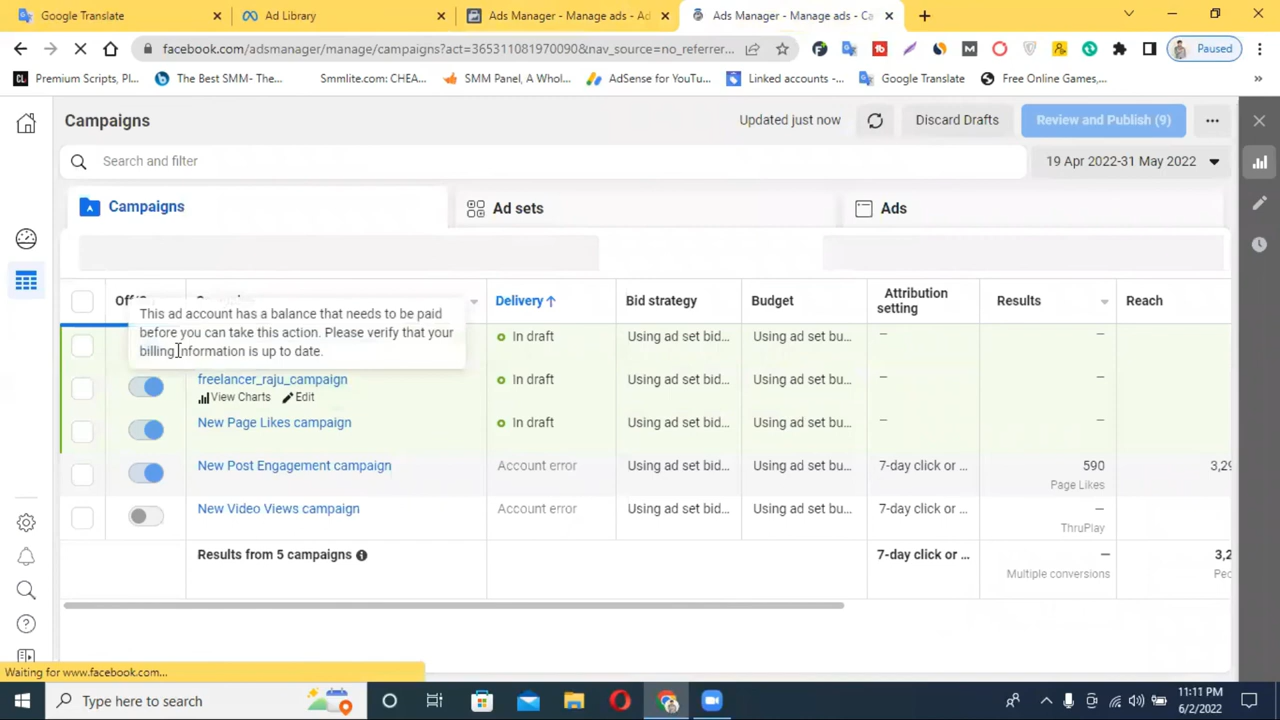 Google Translate
Ad Library
Ads Manager - Manage ads - Ad
Ads Manager - Manage ads - Ca
facebook.com/adsmanager/manage/campaigns?act=365311081970090&nav_source=no_referrer...
Paused
Premium Scripts, Pl...
The Best SMM- The...
Smmlite.com: CHEA...
SMM Panel, A Whol...
AdSense for YouTu...
Linked accounts -...
Google Translate
Free Online Games,...
Campaigns
Updated just now
Discard Drafts
Review and Publish (9)
Search and filter
19 Apr 2022-31 May 2022
Campaigns
Ad sets
Ads
Delivery ↑
Bid strategy
Budget
Attribution
setting
Results
Reach
This ad account has a balance that needs to be paid
before you can take this action. Please verify that your
billing information is up to date.
In draft
Using ad set bid...
Using ad set bu...
–
–
freelancer_raju_campaign
View Charts
Edit
In draft
Using ad set bid...
Using ad set bu...
–
–
New Page Likes campaign
In draft
Using ad set bid...
Using ad set bu...
–
–
New Post Engagement campaign
Account error
Using ad set bid...
Using ad set bu...
7-day click or ...
590
3,29
Page Likes
New Video Views campaign
Account error
Using ad set bid...
Using ad set bu...
7-day click or ...
–
ThruPlay
Results from 5 campaigns
7-day click or ...
–
3,2
Multiple conversions
Pec
Waiting for www.facebook.com...
Type here to search
11:11 PM
6/2/2022